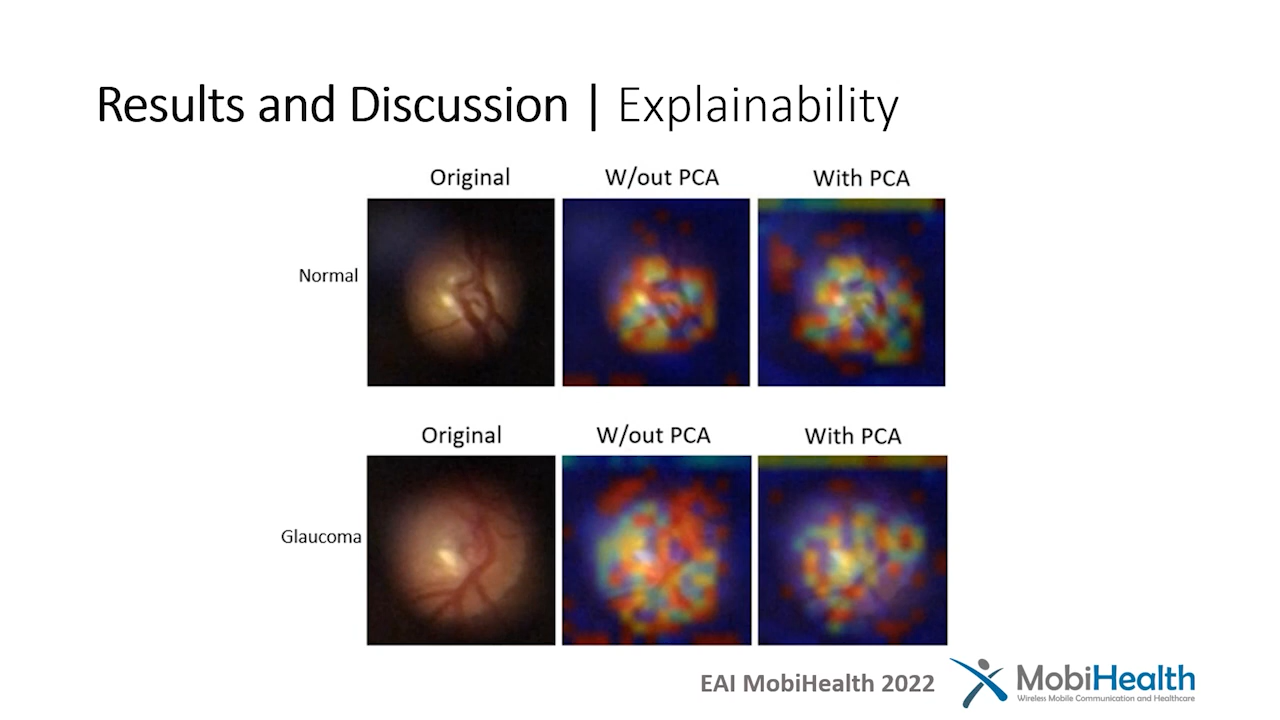 Results and Discussion | Explainability
Original W/out PCA With PCA
Normal
Original W/out PCA With PCA
Glaucoma
EAI MobiHealth 2022
MobiHealth
Wireless Mobile Communication and Healthcare